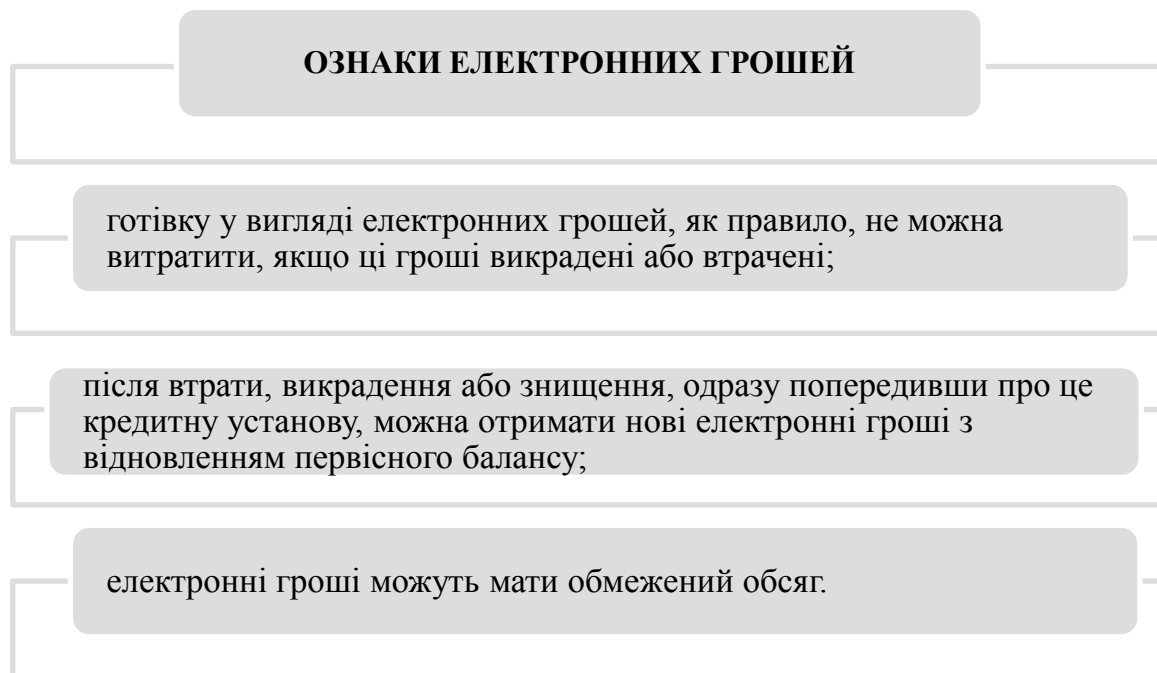 ОЗНАКИ ЕЛЕКТРОННИХ ГРОШЕЙ
готівку у вигляді електронних грошей, як правило, не можна
витратити, якщо ці гроші викрадені або втрачені;
після втрати, викрадення або знищення, одразу попередивши про це
кредитну установу, можна отримати нові електронні гроші з
відновленням первісного балансу;
електронні гроші можуть мати обмежений обсяг.